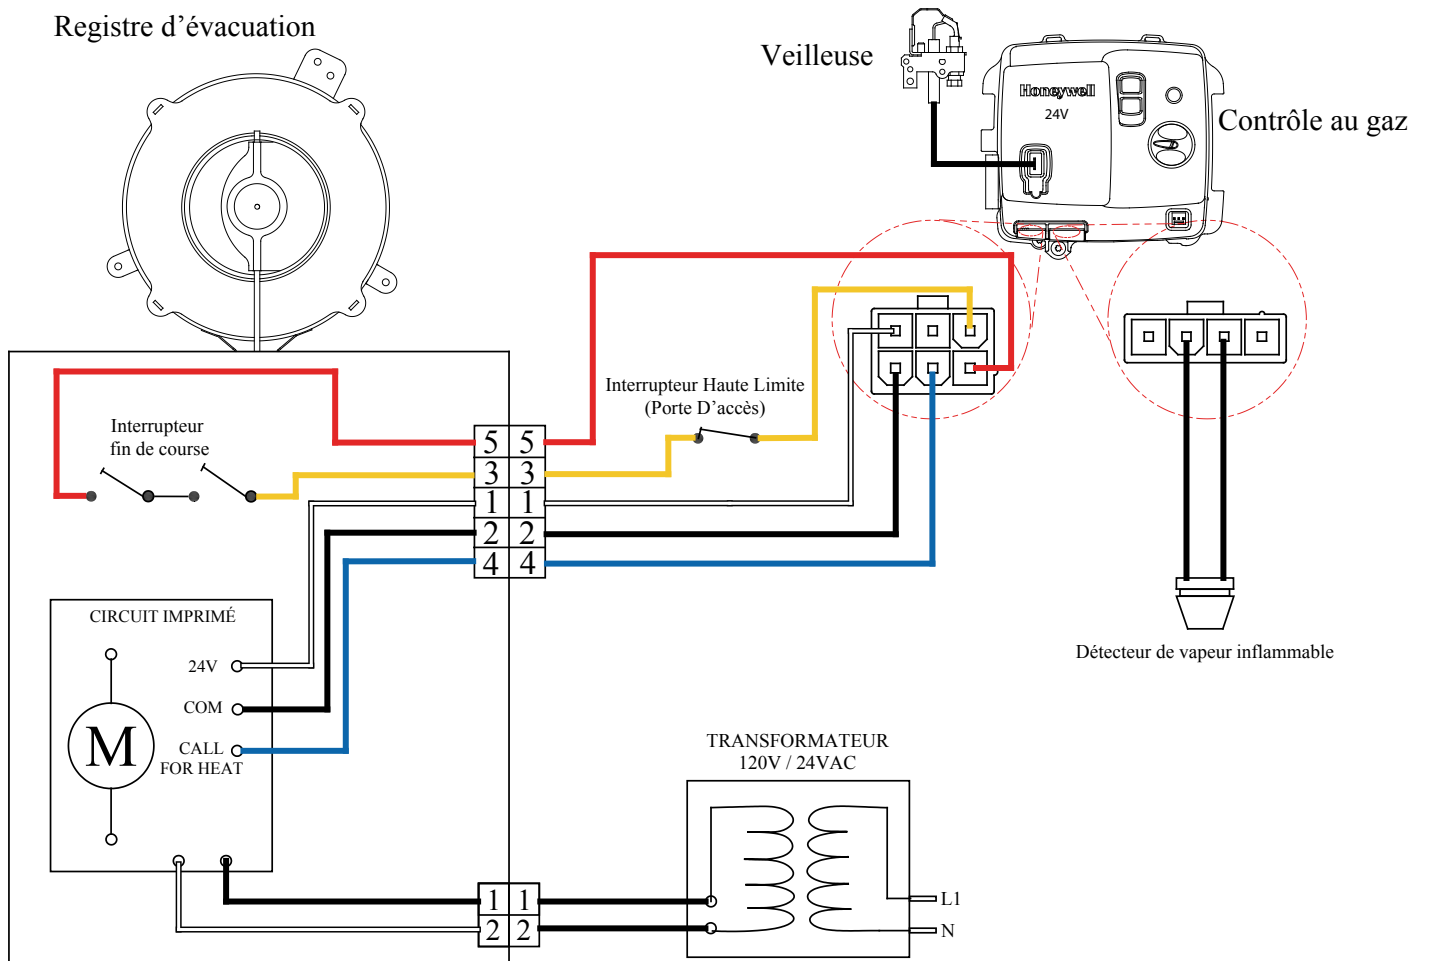 Registre d’évacuation
Veilleuse
Honeywell
24V
Contrôle au gaz
Interrupteur Haute Limite
(Porte D’accès)
Interrupteur
fin de course
5 5
3 3
1 1
2 2
4 4
CIRCUIT IMPRIMÉ
24V
COM
CALL
FOR HEAT
M
Détecteur de vapeur inflammable
TRANSFORMATEUR
120V / 24VAC
1 1
2 2
L1
N